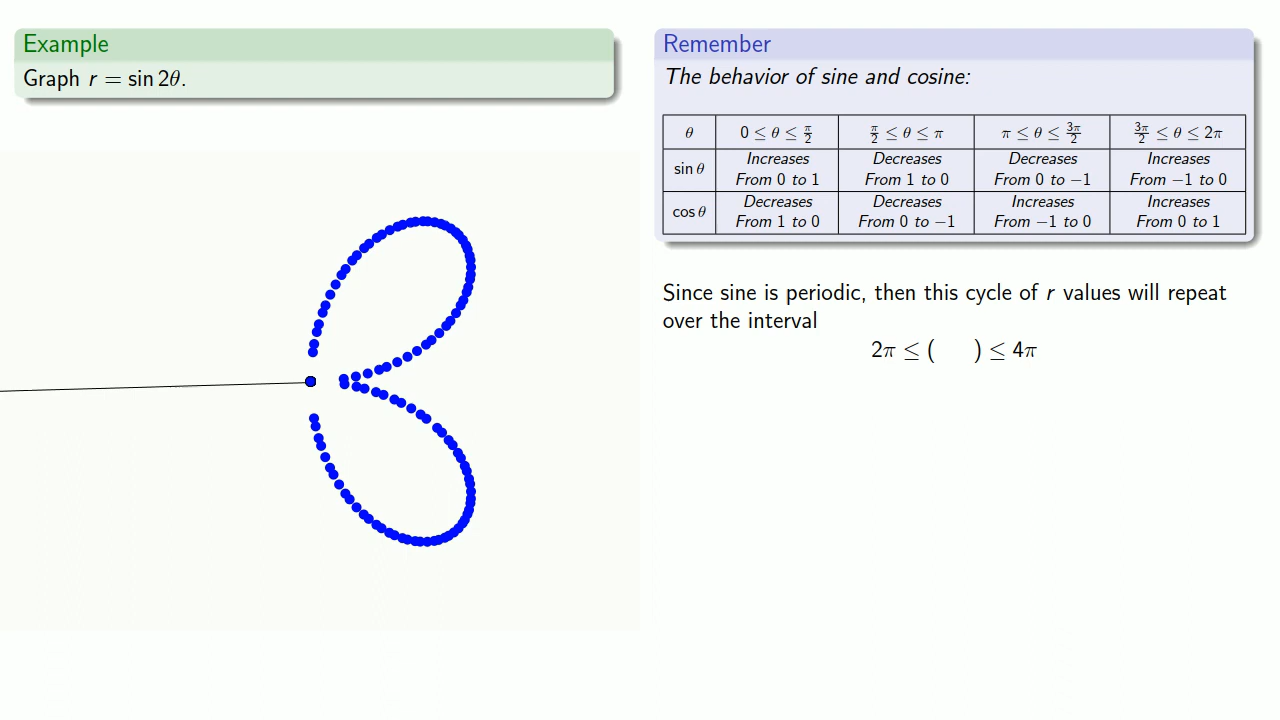 Example
Graph r = sin 2θ.
Remember
The behavior of sine and cosine:
θ 0 ≤ θ ≤ π/2 π/2 ≤ θ ≤ π π ≤ θ ≤ 3π/2 3π/2 ≤ θ ≤ 2π
sin θ Increases From 0 to 1 Decreases From 1 to 0 Decreases From 0 to −1 Increases From −1 to 0
cos θ Decreases From 1 to 0 Decreases From 0 to −1 Increases From −1 to 0 Increases From 0 to 1
Since sine is periodic, then this cycle of r values will repeat
over the interval
2π ≤ ( ) ≤ 4π